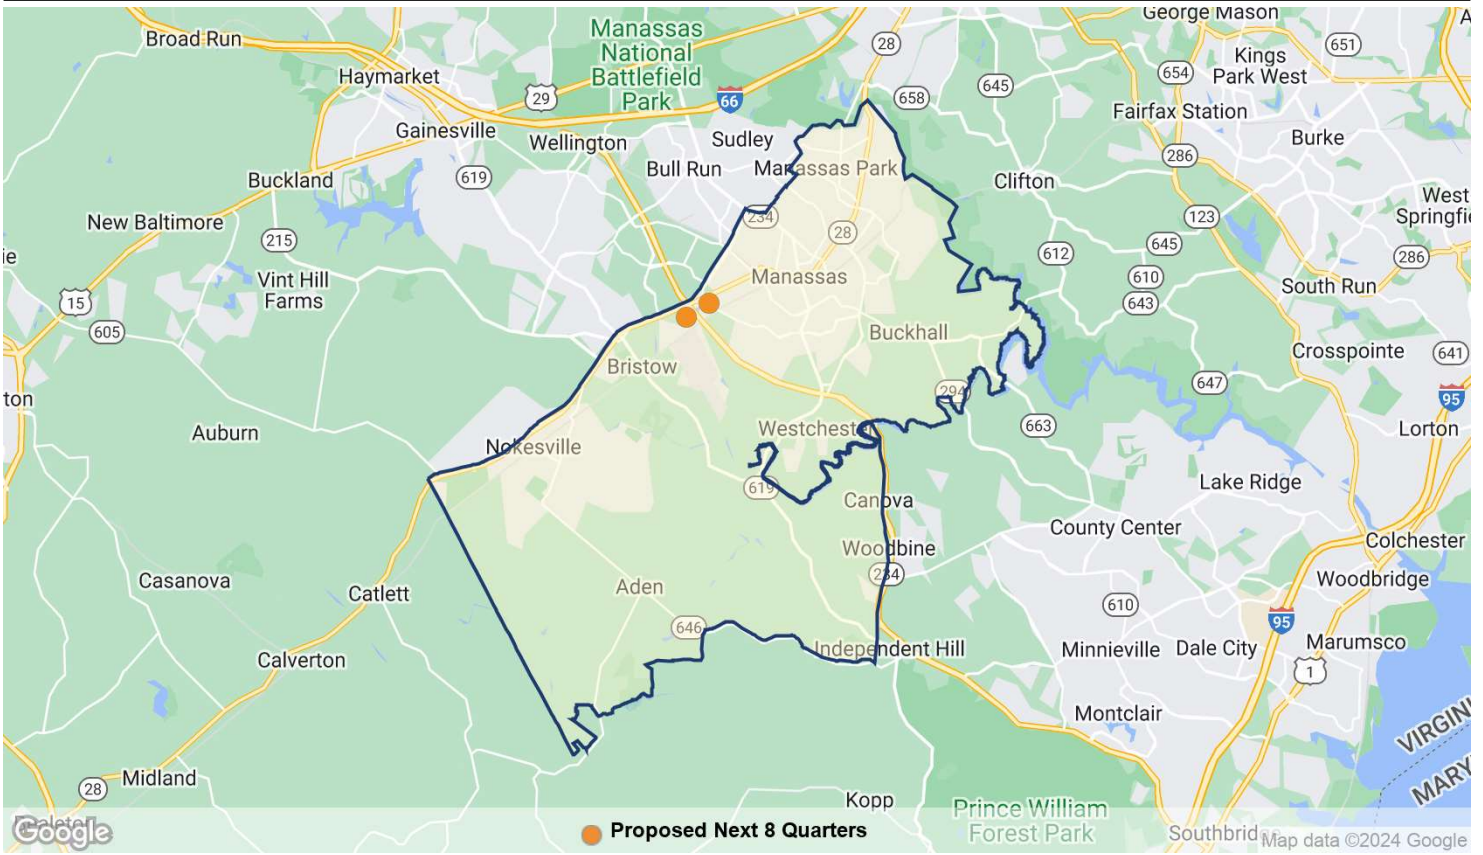 George Mason
Broad Run
Manassas
National
Battlefield
Park
28
651
Kings
Park West
654
Haymarket
645
29
66
658
Fairfax Station
Gainesville
Wellington
Sudley
Burke
286
Bull Run
Manassas Park
619
Buckland
Clifton
West
New Baltimore
234
123
28
215
645
612
286
Vint Hill
Farms
Manassas
610
South Run
15
643
605
Buckhall
Crosspointe
641
Bristow
647
294
95
ton
663
Lorton
Auburn
Westchester
Nokesville
Lake Ridge
619
Canova
County Center
Colchester
Woodbine
234
Casanova
Aden
Woodbridge
Catlett
610
95
646
Marumsco
Independent Hill
Minnieville
Dale City
Calverton
1
Montclair
Midland
28
Kopp
Prince William
Forest Park
Google
Proposed Next 8 Quarters
Map data ©2024 Google